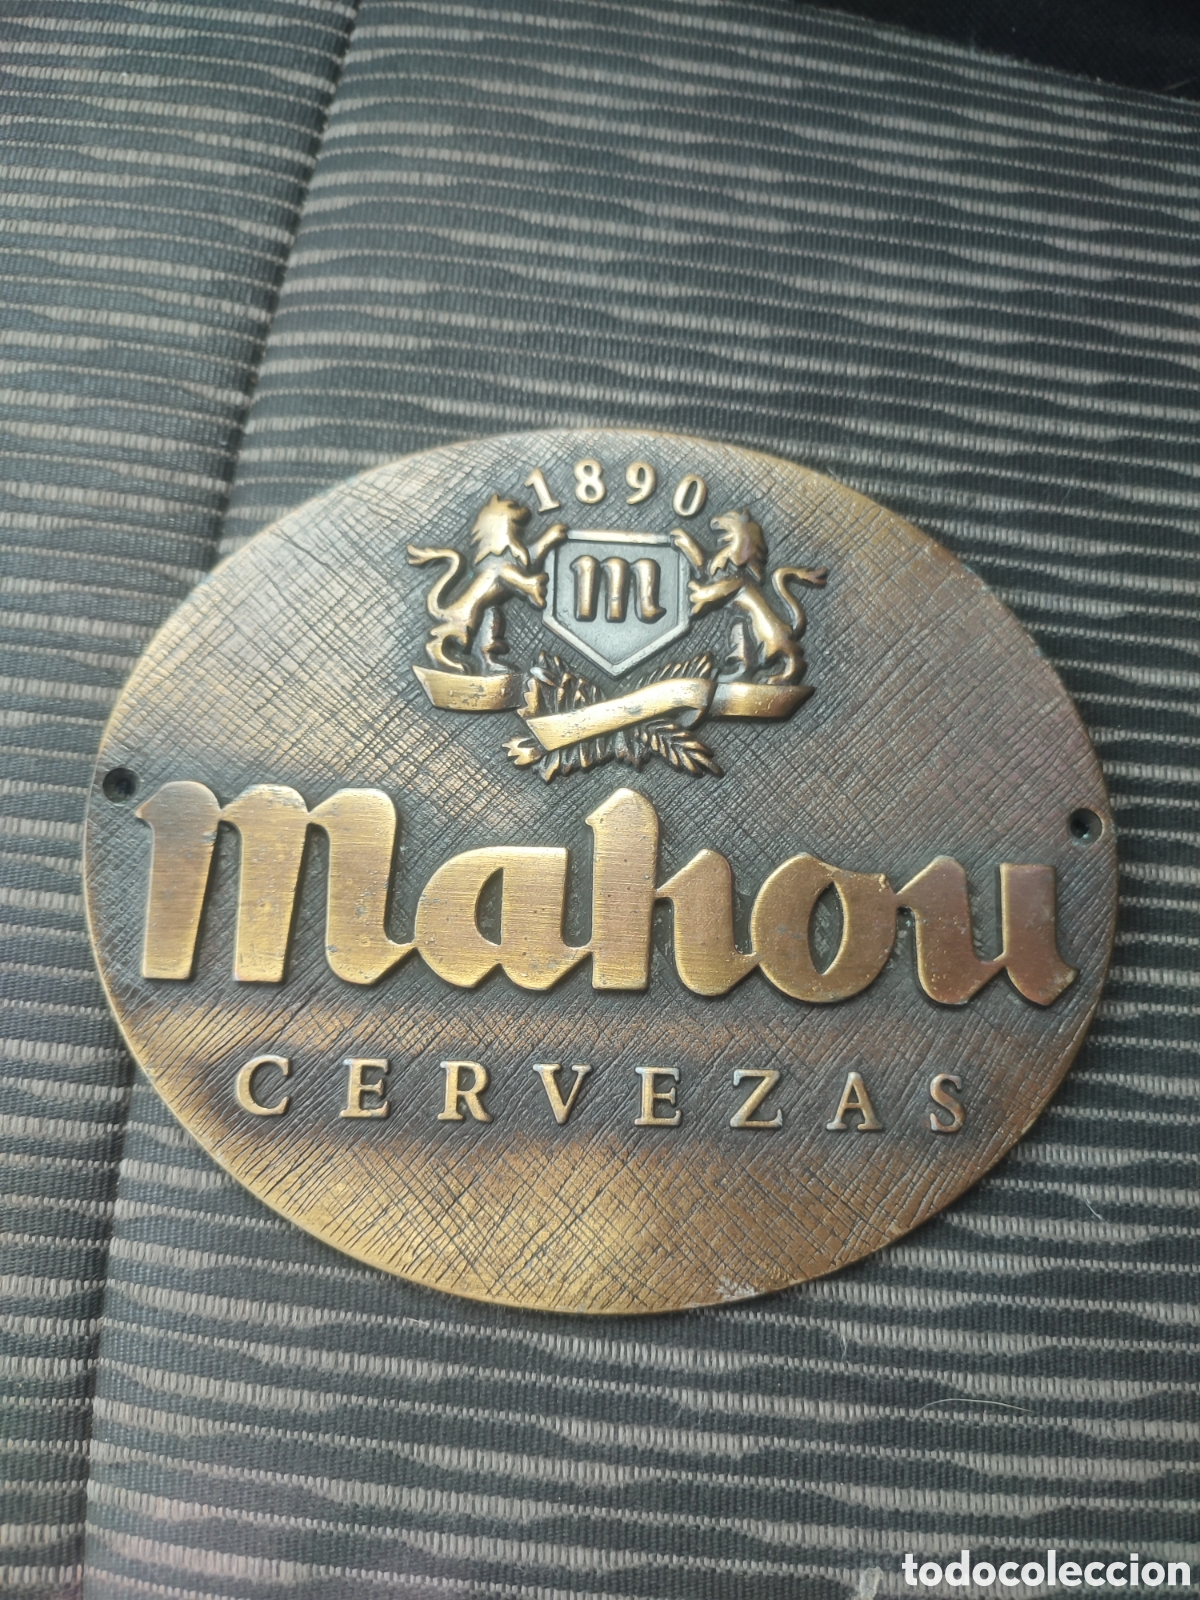 1890
m
mahou
CERVEZAS
todocoleccion